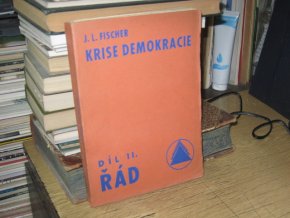 J. L. FISCHER
KRISE DEMOKRACIE
DÍL II.
ŘÁD